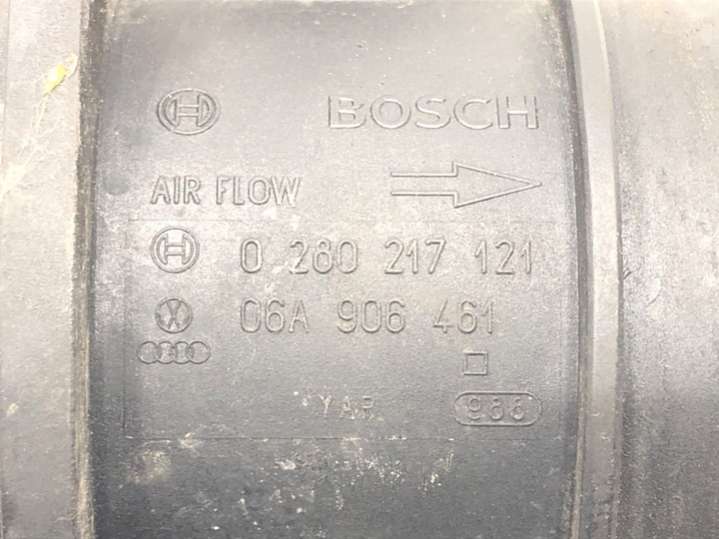 BOSCH
AIR FLOW
0 280 217 121
06A 906 461
YAR 986